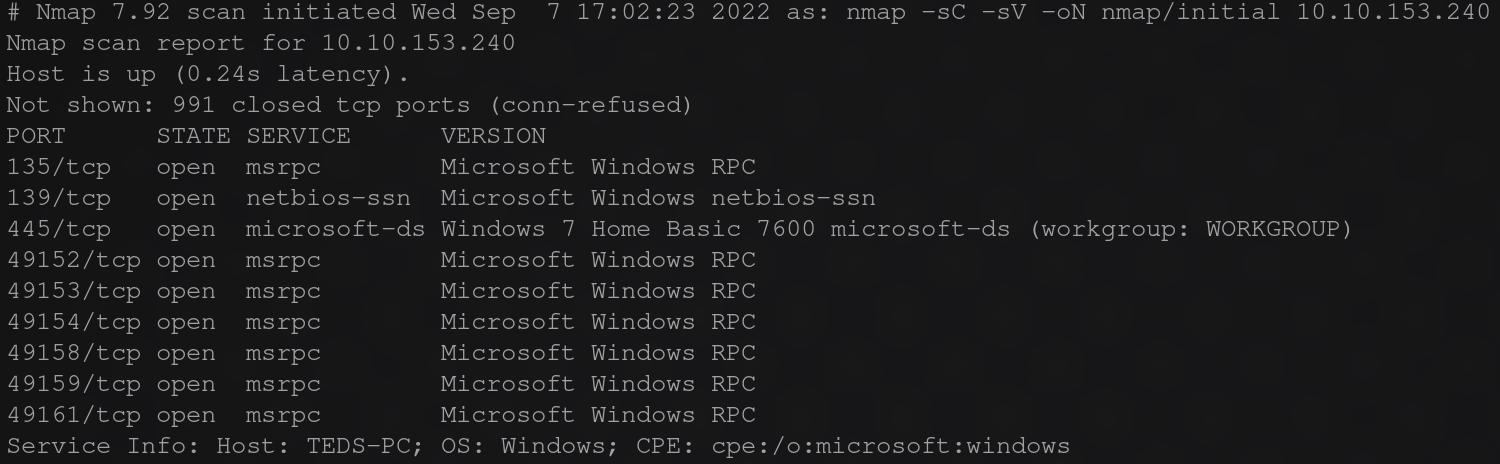 # Nmap 7.92 scan initiated Wed Sep  7 17:02:23 2022 as: nmap -sC -sV -oN nmap/initial 10.10.153.240
Nmap scan report for 10.10.153.240
Host is up (0.24s latency).
Not shown: 991 closed tcp ports (conn-refused)
PORT      STATE SERVICE      VERSION
135/tcp   open  msrpc        Microsoft Windows RPC
139/tcp   open  netbios-ssn  Microsoft Windows netbios-ssn
445/tcp   open  microsoft-ds Windows 7 Home Basic 7600 microsoft-ds (workgroup: WORKGROUP)
49152/tcp open  msrpc        Microsoft Windows RPC
49153/tcp open  msrpc        Microsoft Windows RPC
49154/tcp open  msrpc        Microsoft Windows RPC
49158/tcp open  msrpc        Microsoft Windows RPC
49159/tcp open  msrpc        Microsoft Windows RPC
49161/tcp open  msrpc        Microsoft Windows RPC
Service Info: Host: TEDS-PC; OS: Windows; CPE: cpe:/o:microsoft:windows